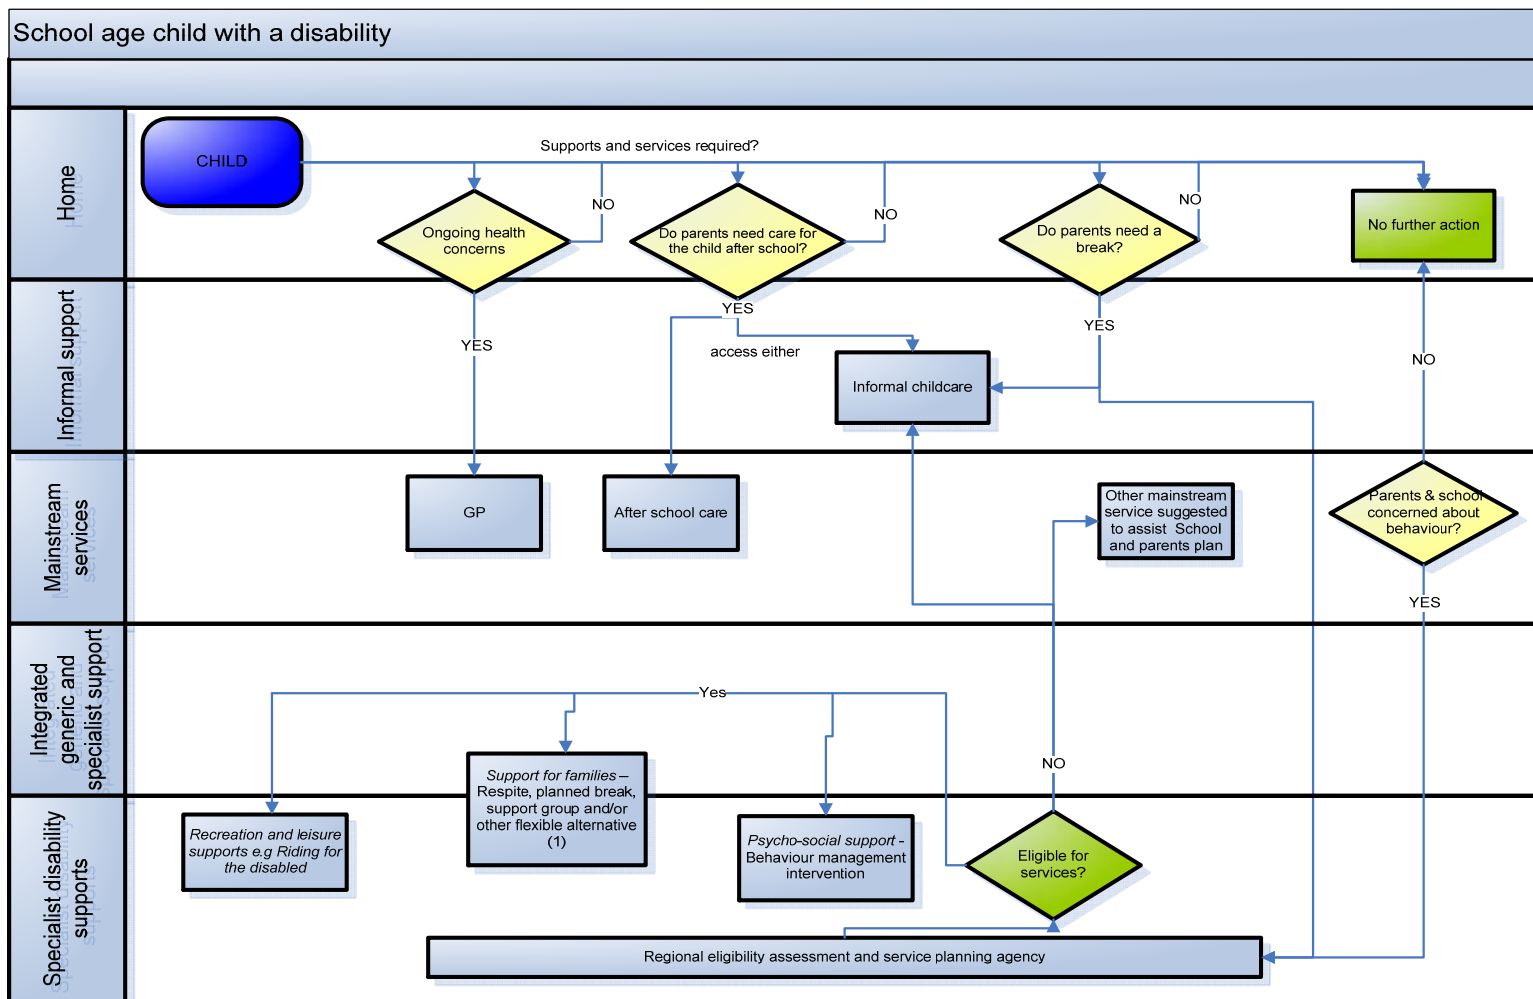 School age child with a disability
Home
CHILD
Supports and services required?
Ongoing health
concerns
NO
Do parents need care for
the child after school?
NO
Do parents need a
break?
NO
No further action
Informal support
YES
YES
access either
Informal childcare
YES
NO
Mainstream
services
GP
After school care
Other mainstream
service suggested
to assist School
and parents plan
Parents & school
concerned about
behaviour?
YES
Integrated
generic and
specialist support
Yes
NO
Specialist disability
supports
Recreation and leisure
supports e.g Riding for
the disabled
Support for families –
Respite, planned break,
support group and/or
other flexible alternative
(1)
Psycho-social support -
Behaviour management
intervention
Eligible for
services?
Regional eligibility assessment and service planning agency